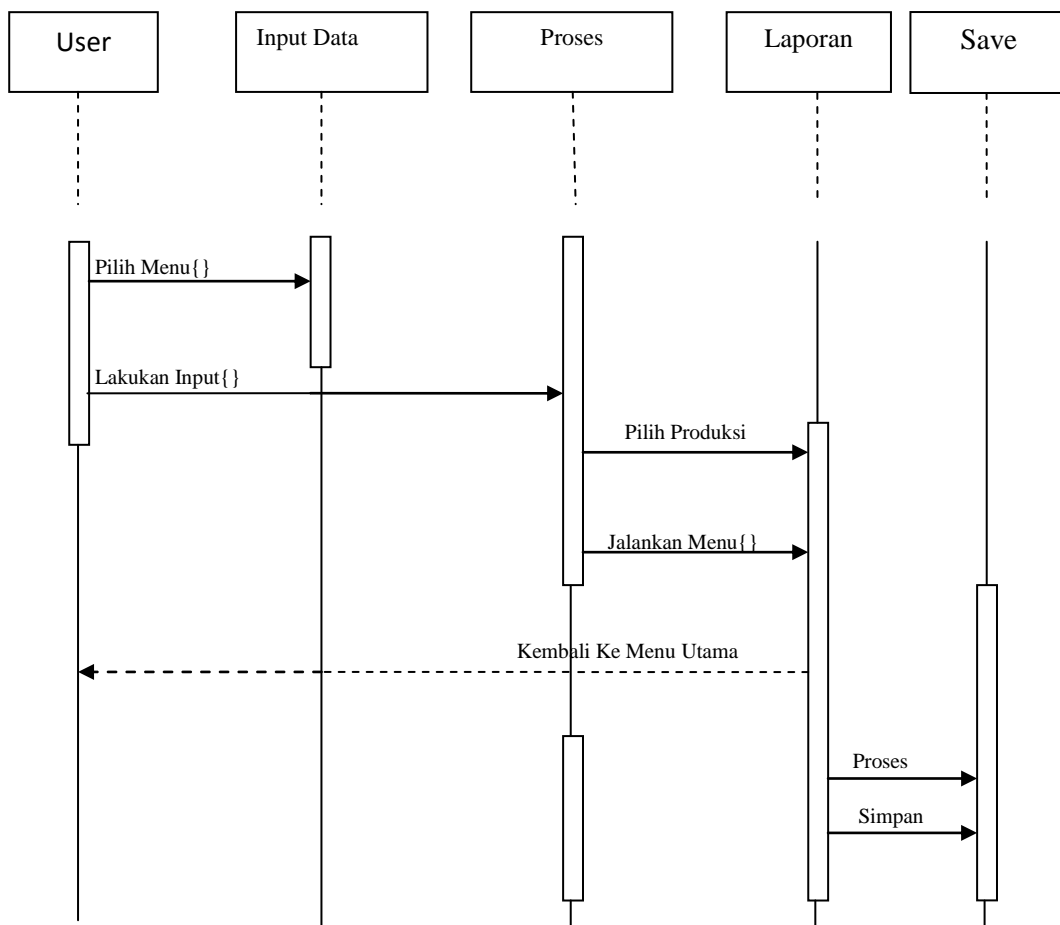 User
Input Data
Proses
Laporan
Save
Pilih Menu{}
Lakukan Input{}
Pilih Produksi
Jalankan Menu{}
Kembali Ke Menu Utama
Proses
Simpan